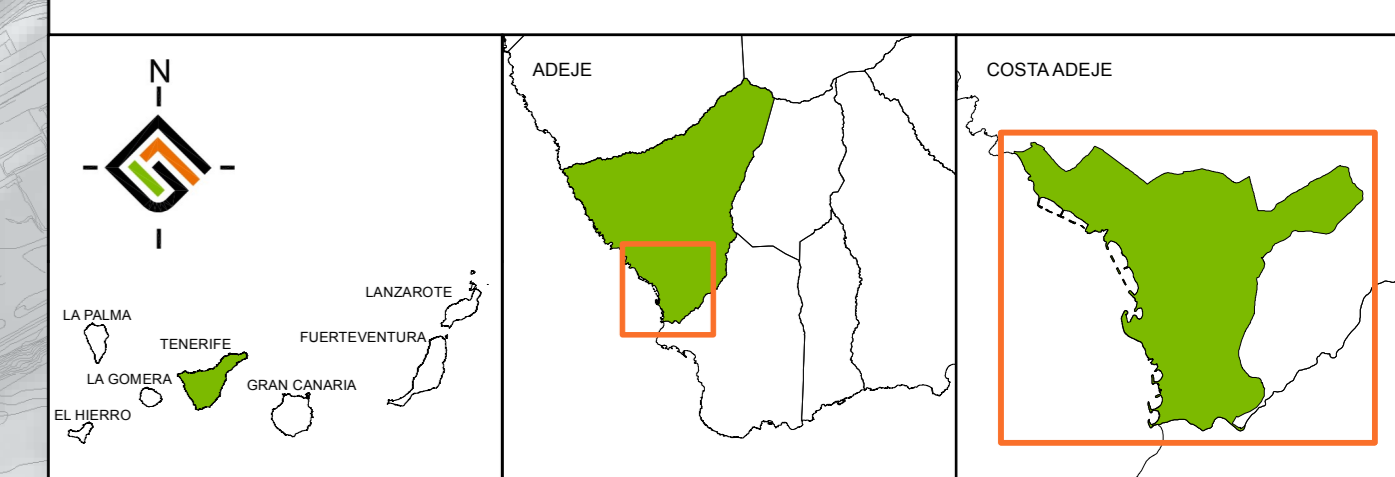 N
LANZAROTE
LA PALMA
FUERTEVENTURA
TENERIFE
LA GOMERA
GRAN CANARIA
EL HIERRO
ADEJE
COSTA ADEJE